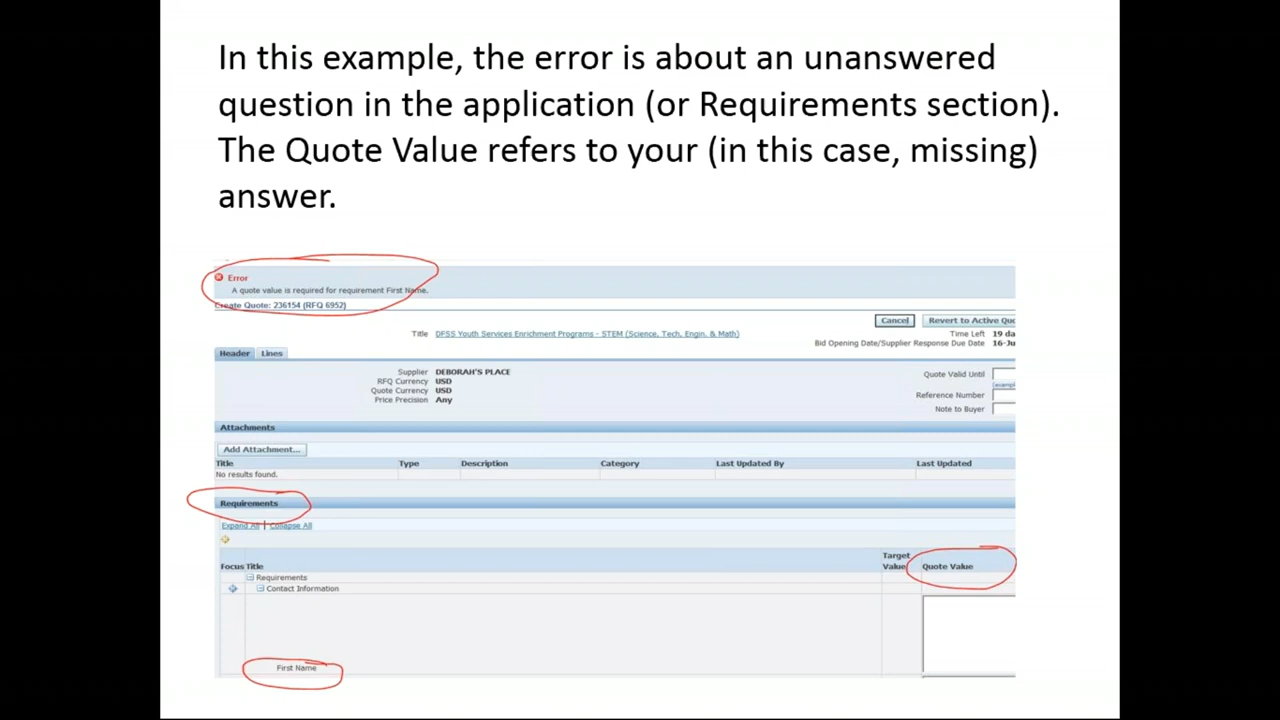 In this example, the error is about an unanswered
question in the application (or Requirements section).
The Quote Value refers to your (in this case, missing)
answer.
Error
A quote value is required for requirement First Name.
Create Quote: 236154 (RFQ 6952)
Cancel Revert to Active Quo
Title DFSS Youth Services Enrichment Programs - STEM (Science, Tech, Engin. & Math)
Time Left 19 da
Bid Opening Date/Supplier Response Due Date 16-Ju
Header Lines
Supplier DEBORAH'S PLACE
RFQ Currency USD
Quote Currency USD
Price Precision Any
Quote Valid Until
Reference Number
Note to Buyer
Attachments
Add Attachment...
Title Type Description Category Last Updated By Last Updated
No results found.
Requirements
Expand All | Collapse All
Focus Title Target Value Quote Value
Requirements
Contact Information
First Name